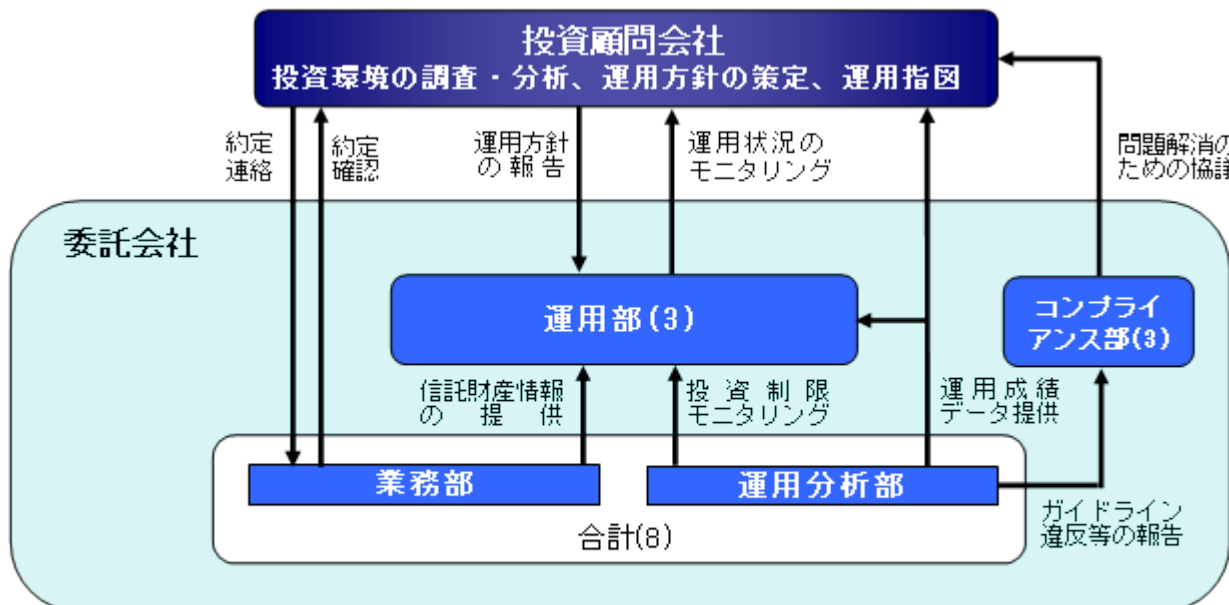 投資顧問会社
投資環境の調査・分析、運用方針の策定、運用指図
約定
連絡
約定
確認
運用方針
の報告
運用状況の
モニタリング
問題解消の
ための協議
委託会社
運用部(3)
コンプライ
アンス部(3)
信託財産情報
の提供
投資制限
モニタリング
運用成績
データ提供
業務部
運用分析部
合計(8)
ガイドライン
違反等の報告